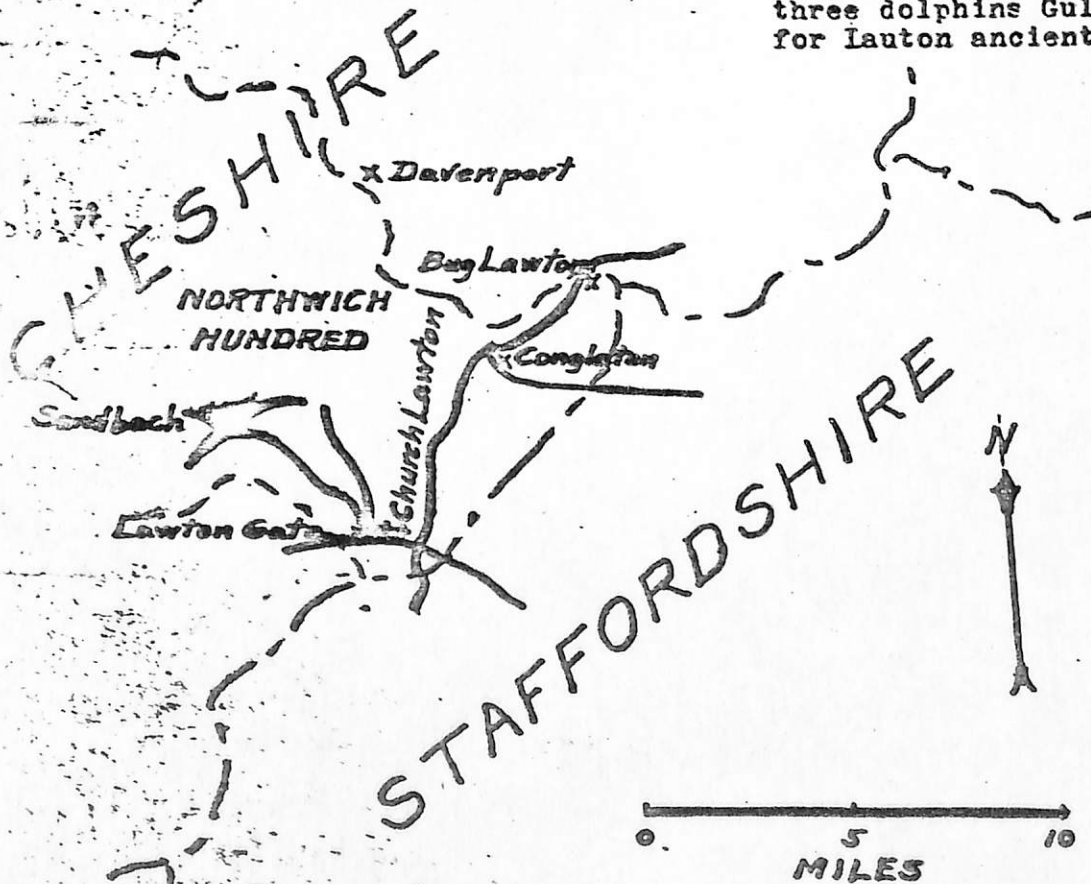 three dolphins Gul
for Lauton ancient
CHESHIRE
x Davenport
Bug Lawton
x
NORTHWICH
HUNDRED
Church Lawton
Congleton
Sandbach
Lawton Gate
STAFFORDSHIRE
N
0 5 10
MILES